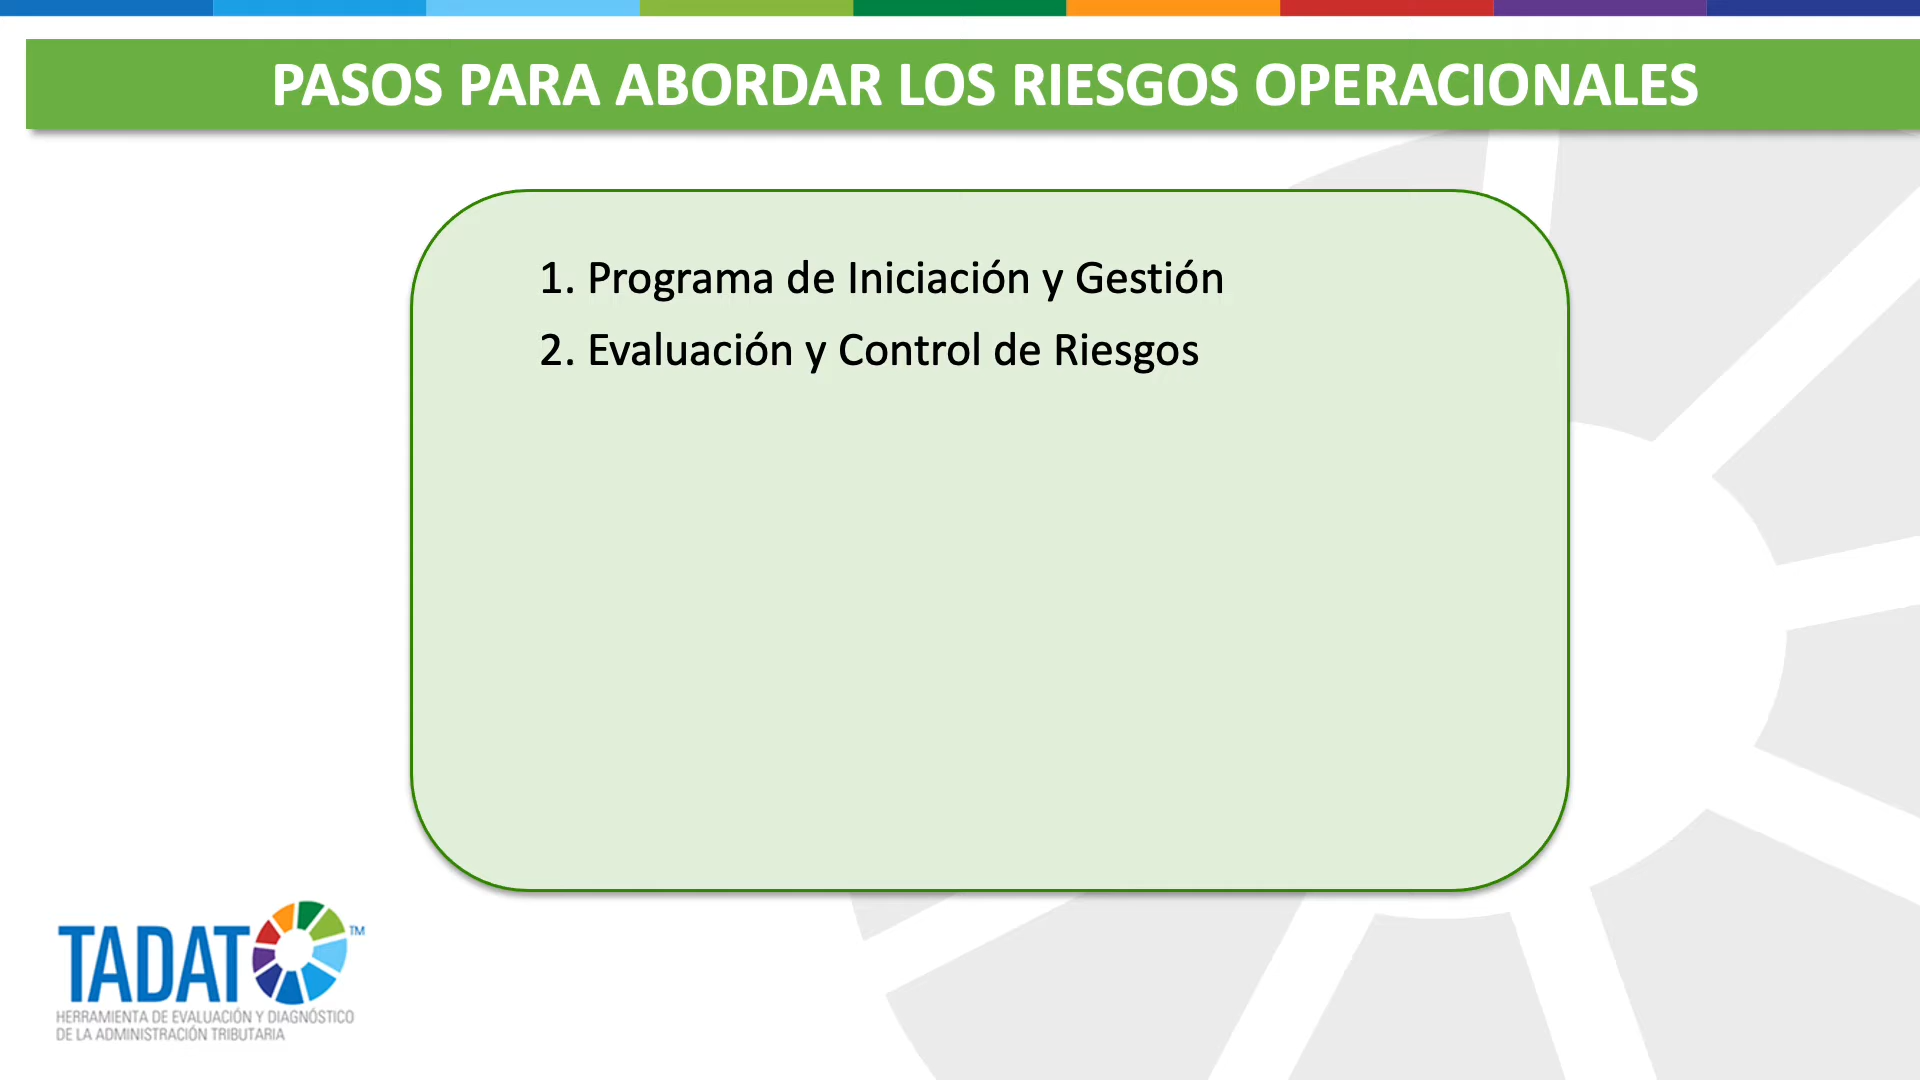 PASOS PARA ABORDAR LOS RIESGOS OPERACIONALES
1. Programa de Iniciación y Gestión
2. Evaluación y Control de Riesgos
TADAT™
HERRAMIENTA DE EVALUACIÓN Y DIAGNÓSTICO
DE LA ADMINISTRACIÓN TRIBUTARIA